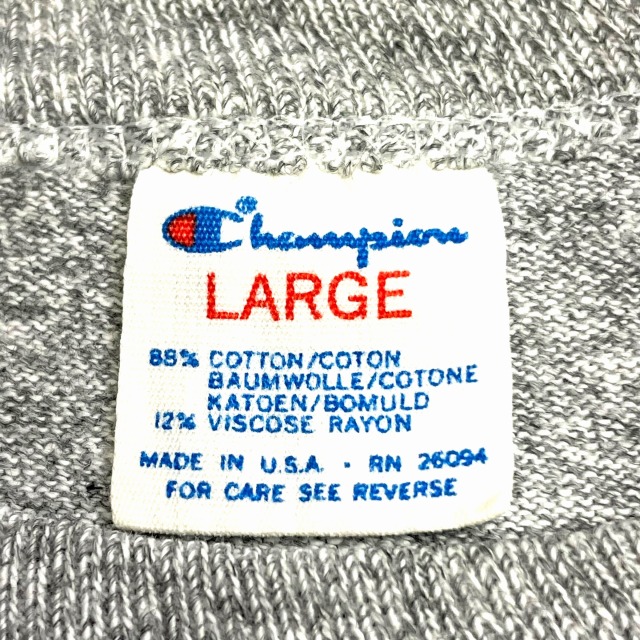 Champion®
LARGE
88% COTTON/COTON
BAUMWOLLE/COTONE
KATOEN/BOMULD
12% VISCOSE RAYON
MADE IN U.S.A. - RN 26094
FOR CARE SEE REVERSE